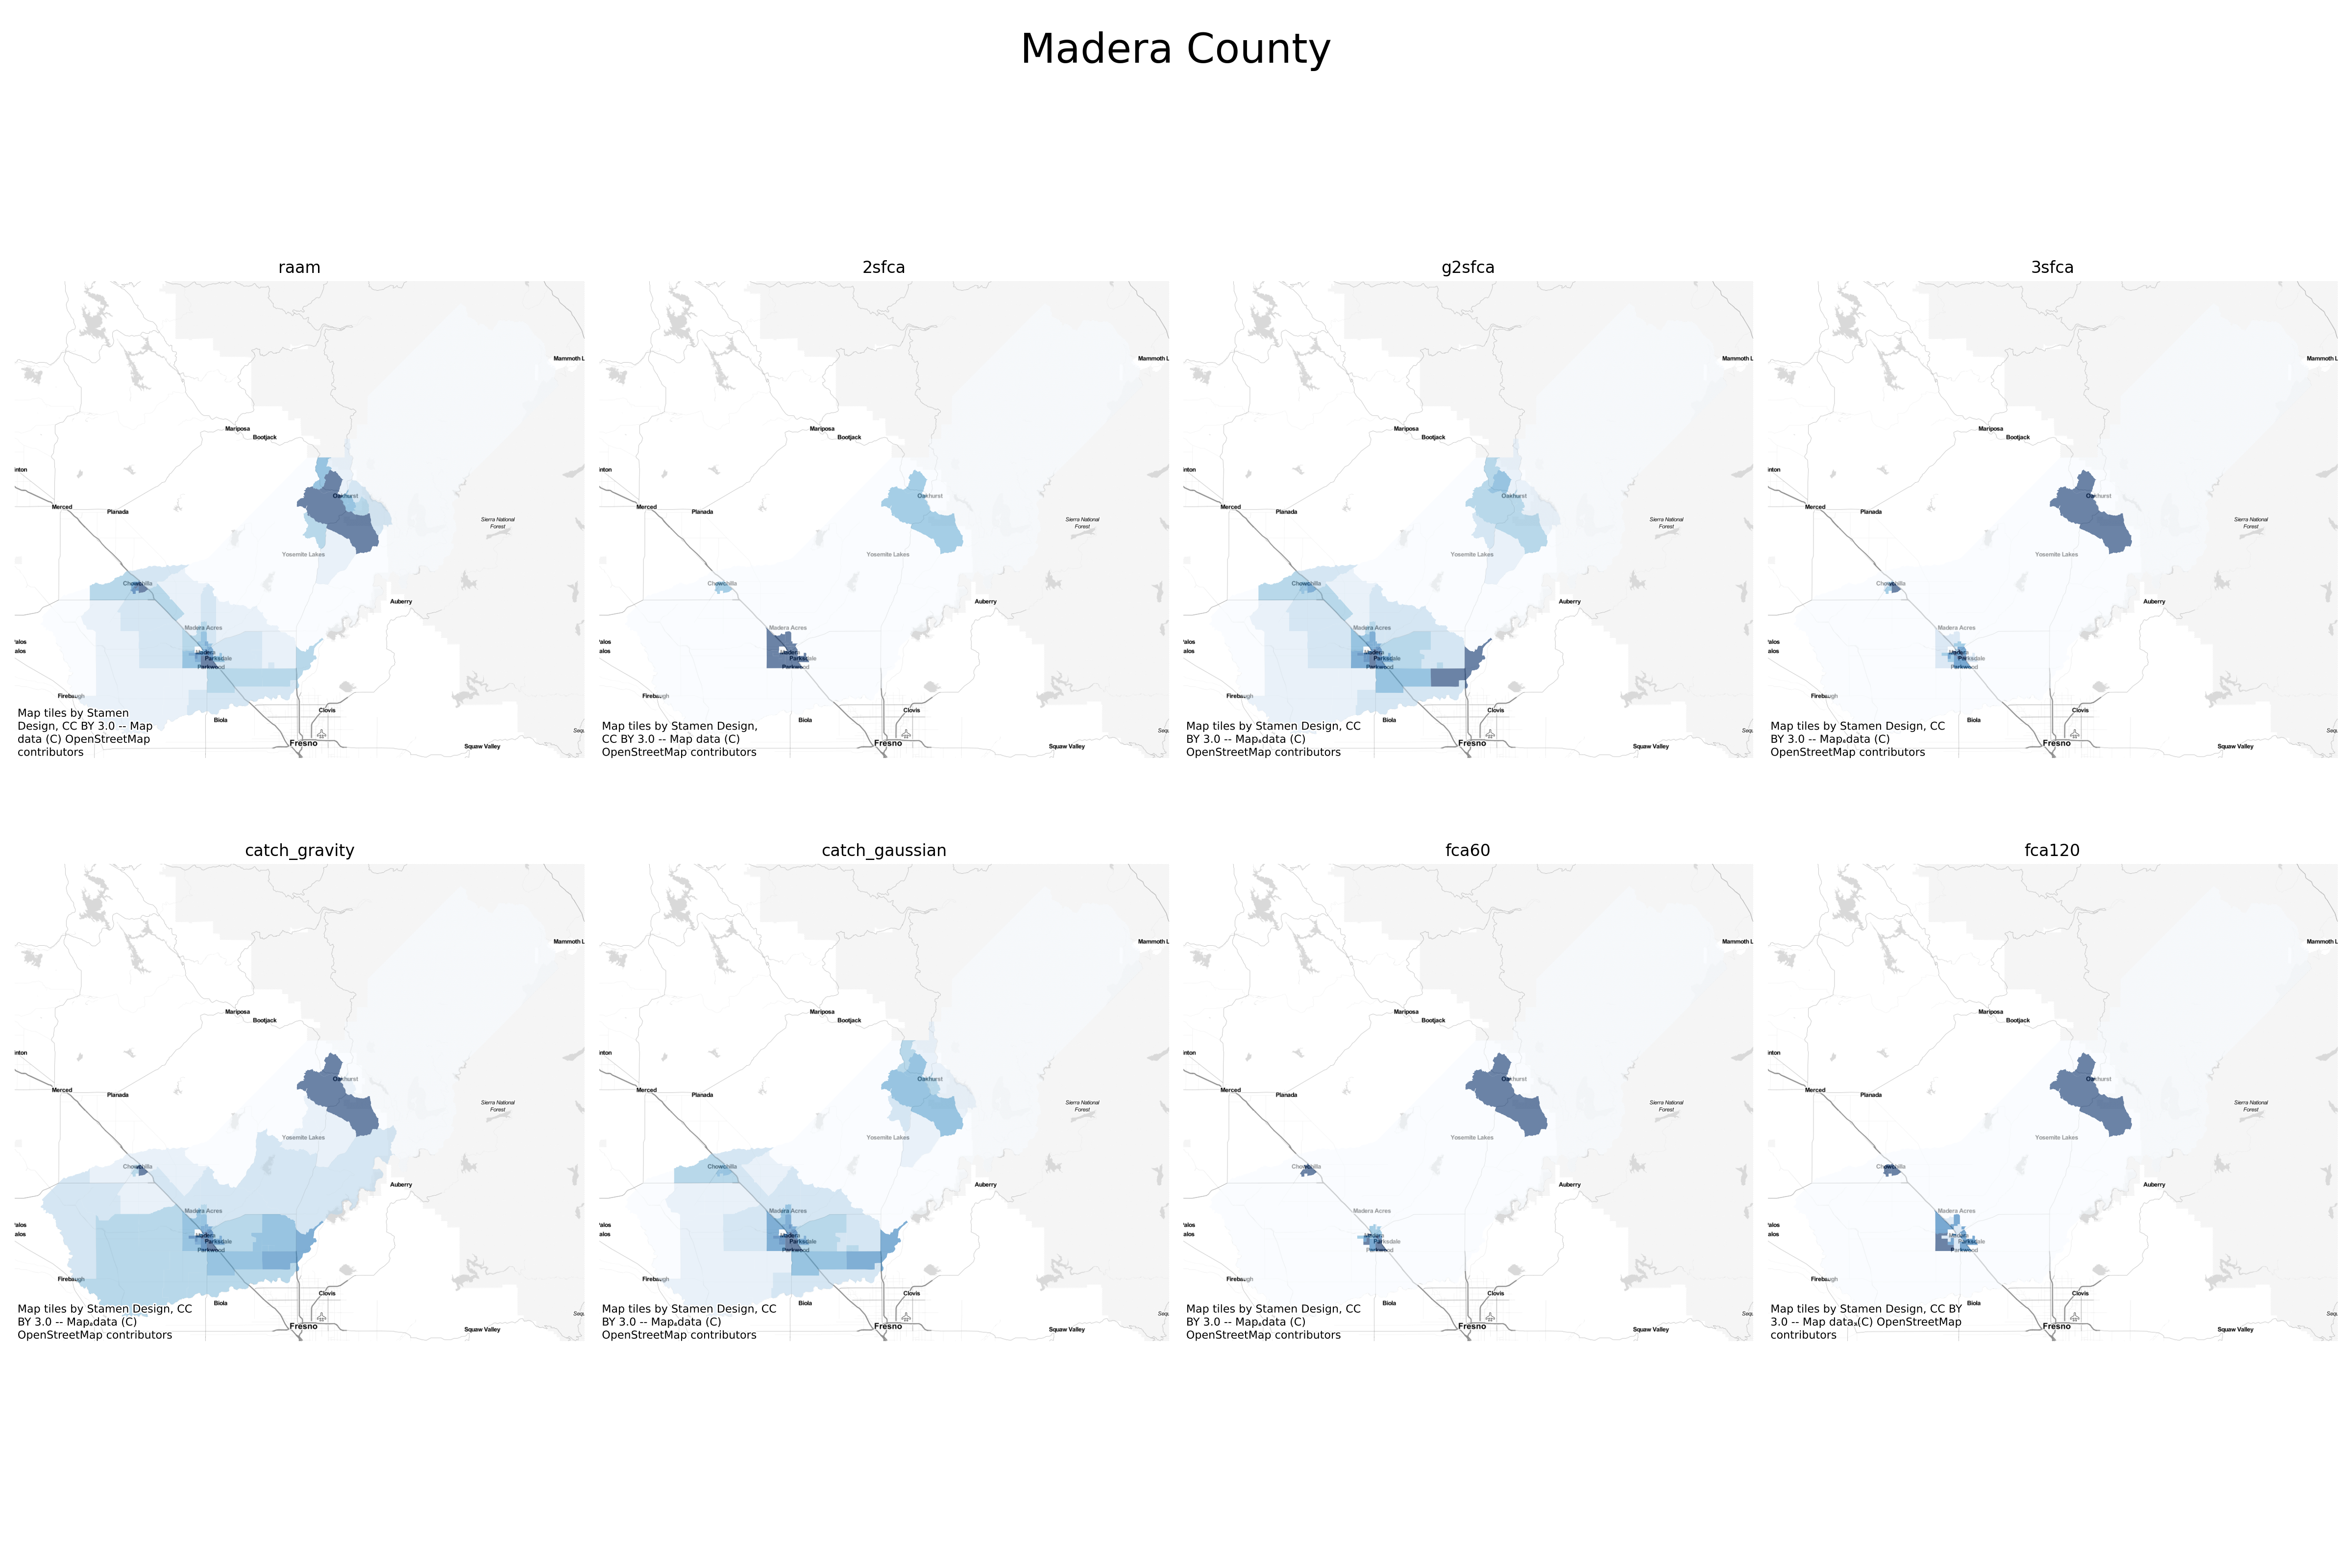 Madera County
raam
2sfca
g2sfca
3sfca
Mammoth L
Mariposa
Bootjack
inton
Merced
Planada
Oakhurst
Sierra National
Forest
Yosemite Lakes
Chowchilla
Auberry
Madera Acres
alos
alos
Madera
Parksdale
Parkwood
Firebaugh
Biola
Clovis
Fresno
Squaw Valley
Map tiles by Stamen
Design, CC BY 3.0 -- Map
data (C) OpenStreetMap
contributors
Mammoth L
Mariposa
Bootjack
inton
Merced
Planada
Oakhurst
Sierra National
Forest
Yosemite Lakes
Chowchilla
Auberry
Madera Acres
alos
alos
Madera
Parksdale
Parkwood
Firebaugh
Biola
Clovis
Fresno
Squaw Valley
Map tiles by Stamen Design,
CC BY 3.0 -- Map data (C)
OpenStreetMap contributors
Mammoth L
Mariposa
Bootjack
inton
Merced
Planada
Oakhurst
Sierra National
Forest
Yosemite Lakes
Chowchilla
Auberry
Madera Acres
alos
alos
Madera
Parksdale
Parkwood
Firebaugh
Biola
Clovis
Fresno
Squaw Valley
Map tiles by Stamen Design, CC
BY 3.0 -- Map data (C)
OpenStreetMap contributors
Mammoth L
Mariposa
Bootjack
inton
Merced
Planada
Oakhurst
Sierra National
Forest
Yosemite Lakes
Chowchilla
Auberry
Madera Acres
alos
alos
Madera
Parksdale
Parkwood
Firebaugh
Biola
Clovis
Fresno
Squaw Valley
Sequ
Map tiles by Stamen Design, CC
BY 3.0 -- Map data (C)
OpenStreetMap contributors
catch_gravity
catch_gaussian
fca60
fca120
Mammoth L
Mariposa
Bootjack
inton
Merced
Planada
Oakhurst
Sierra National
Forest
Yosemite Lakes
Chowchilla
Auberry
Madera Acres
alos
alos
Madera
Parksdale
Parkwood
Firebaugh
Biola
Clovis
Fresno
Squaw Valley
Map tiles by Stamen Design, CC
BY 3.0 -- Map data (C)
OpenStreetMap contributors
Mammoth L
Mariposa
Bootjack
inton
Merced
Planada
Oakhurst
Sierra National
Forest
Yosemite Lakes
Chowchilla
Auberry
Madera Acres
alos
alos
Madera
Parksdale
Parkwood
Firebaugh
Biola
Clovis
Fresno
Squaw Valley
Map tiles by Stamen Design, CC
BY 3.0 -- Map data (C)
OpenStreetMap contributors
Mammoth L
Mariposa
Bootjack
inton
Merced
Planada
Oakhurst
Sierra National
Forest
Yosemite Lakes
Chowchilla
Auberry
Madera Acres
alos
alos
Madera
Parksdale
Parkwood
Firebaugh
Biola
Clovis
Fresno
Squaw Valley
Map tiles by Stamen Design, CC
BY 3.0 -- Map data (C)
OpenStreetMap contributors
Mammoth L
Mariposa
Bootjack
inton
Merced
Planada
Oakhurst
Sierra National
Forest
Yosemite Lakes
Chowchilla
Auberry
Madera Acres
alos
alos
Madera
Parksdale
Parkwood
Firebaugh
Biola
Clovis
Fresno
Squaw Valley
Map tiles by Stamen Design, CC BY
3.0 -- Map data (C) OpenStreetMap
contributors